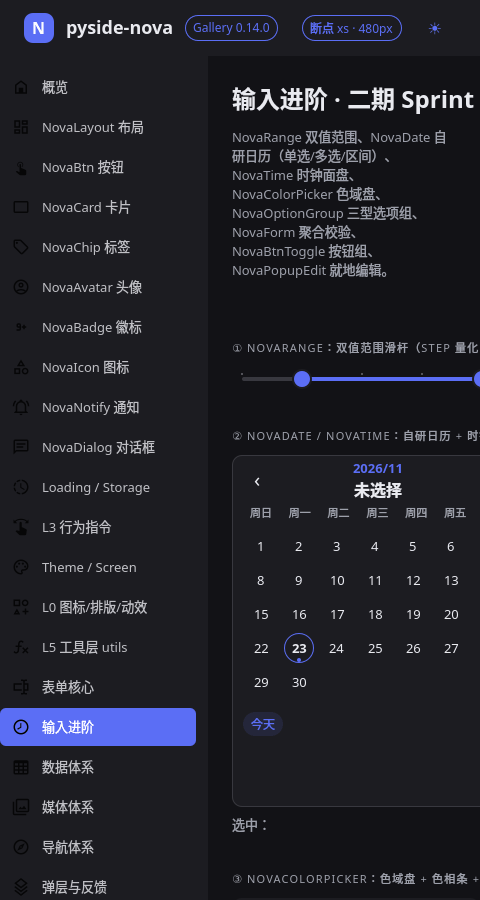 N pyside-nova Gallery 0.14.0 断点 xs · 480px
概览
NovaLayout 布局
NovaBtn 按钮
NovaCard 卡片
NovaChip 标签
NovaAvatar 头像
9+ NovaBadge 徽标
NovaIcon 图标
NovaNotify 通知
NovaDialog 对话框
Loading / Storage
L3 行为指令
Theme / Screen
L0 图标/排版/动效
L5 工具层 utils
表单核心
输入进阶
数据体系
媒体体系
导航体系
弹层与反馈
输入进阶 · 二期 Sprint
NovaRange 双值范围、NovaDate 自
研日历（单选/多选/区间）、
NovaTime 时钟面盘、
NovaColorPicker 色域盘、
NovaOptionGroup 三型选项组、
NovaForm 聚合校验、
NovaBtnToggle 按钮组、
NovaPopupEdit 就地编辑。
① NOVARANGE：双值范围滑杆（STEP 量化
② NOVADATE / NOVATIME：自研日历 + 时
2026/11
‹ 未选择
周日 周一 周二 周三 周四 周五
1 2 3 4 5 6
8 9 10 11 12 13
15 16 17 18 19 20
22 23 24 25 26 27
29 30
今天
选中：
③ NOVACOLORPICKER：色域盘 + 色相条 +